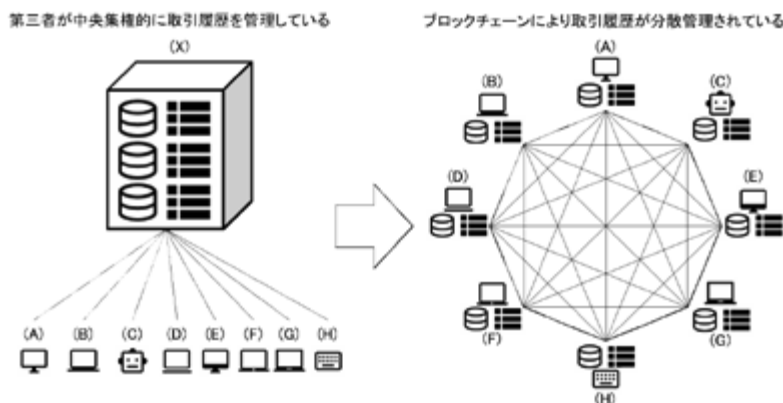 第三者が中央集権的に取引履歴を管理している
(X)
(A) (B) (C) (D) (E) (F) (G) (H)
ブロックチェーンにより取引履歴が分散管理されている
(A)
(B) (C)
(D) (E)
(F) (G)
(H)